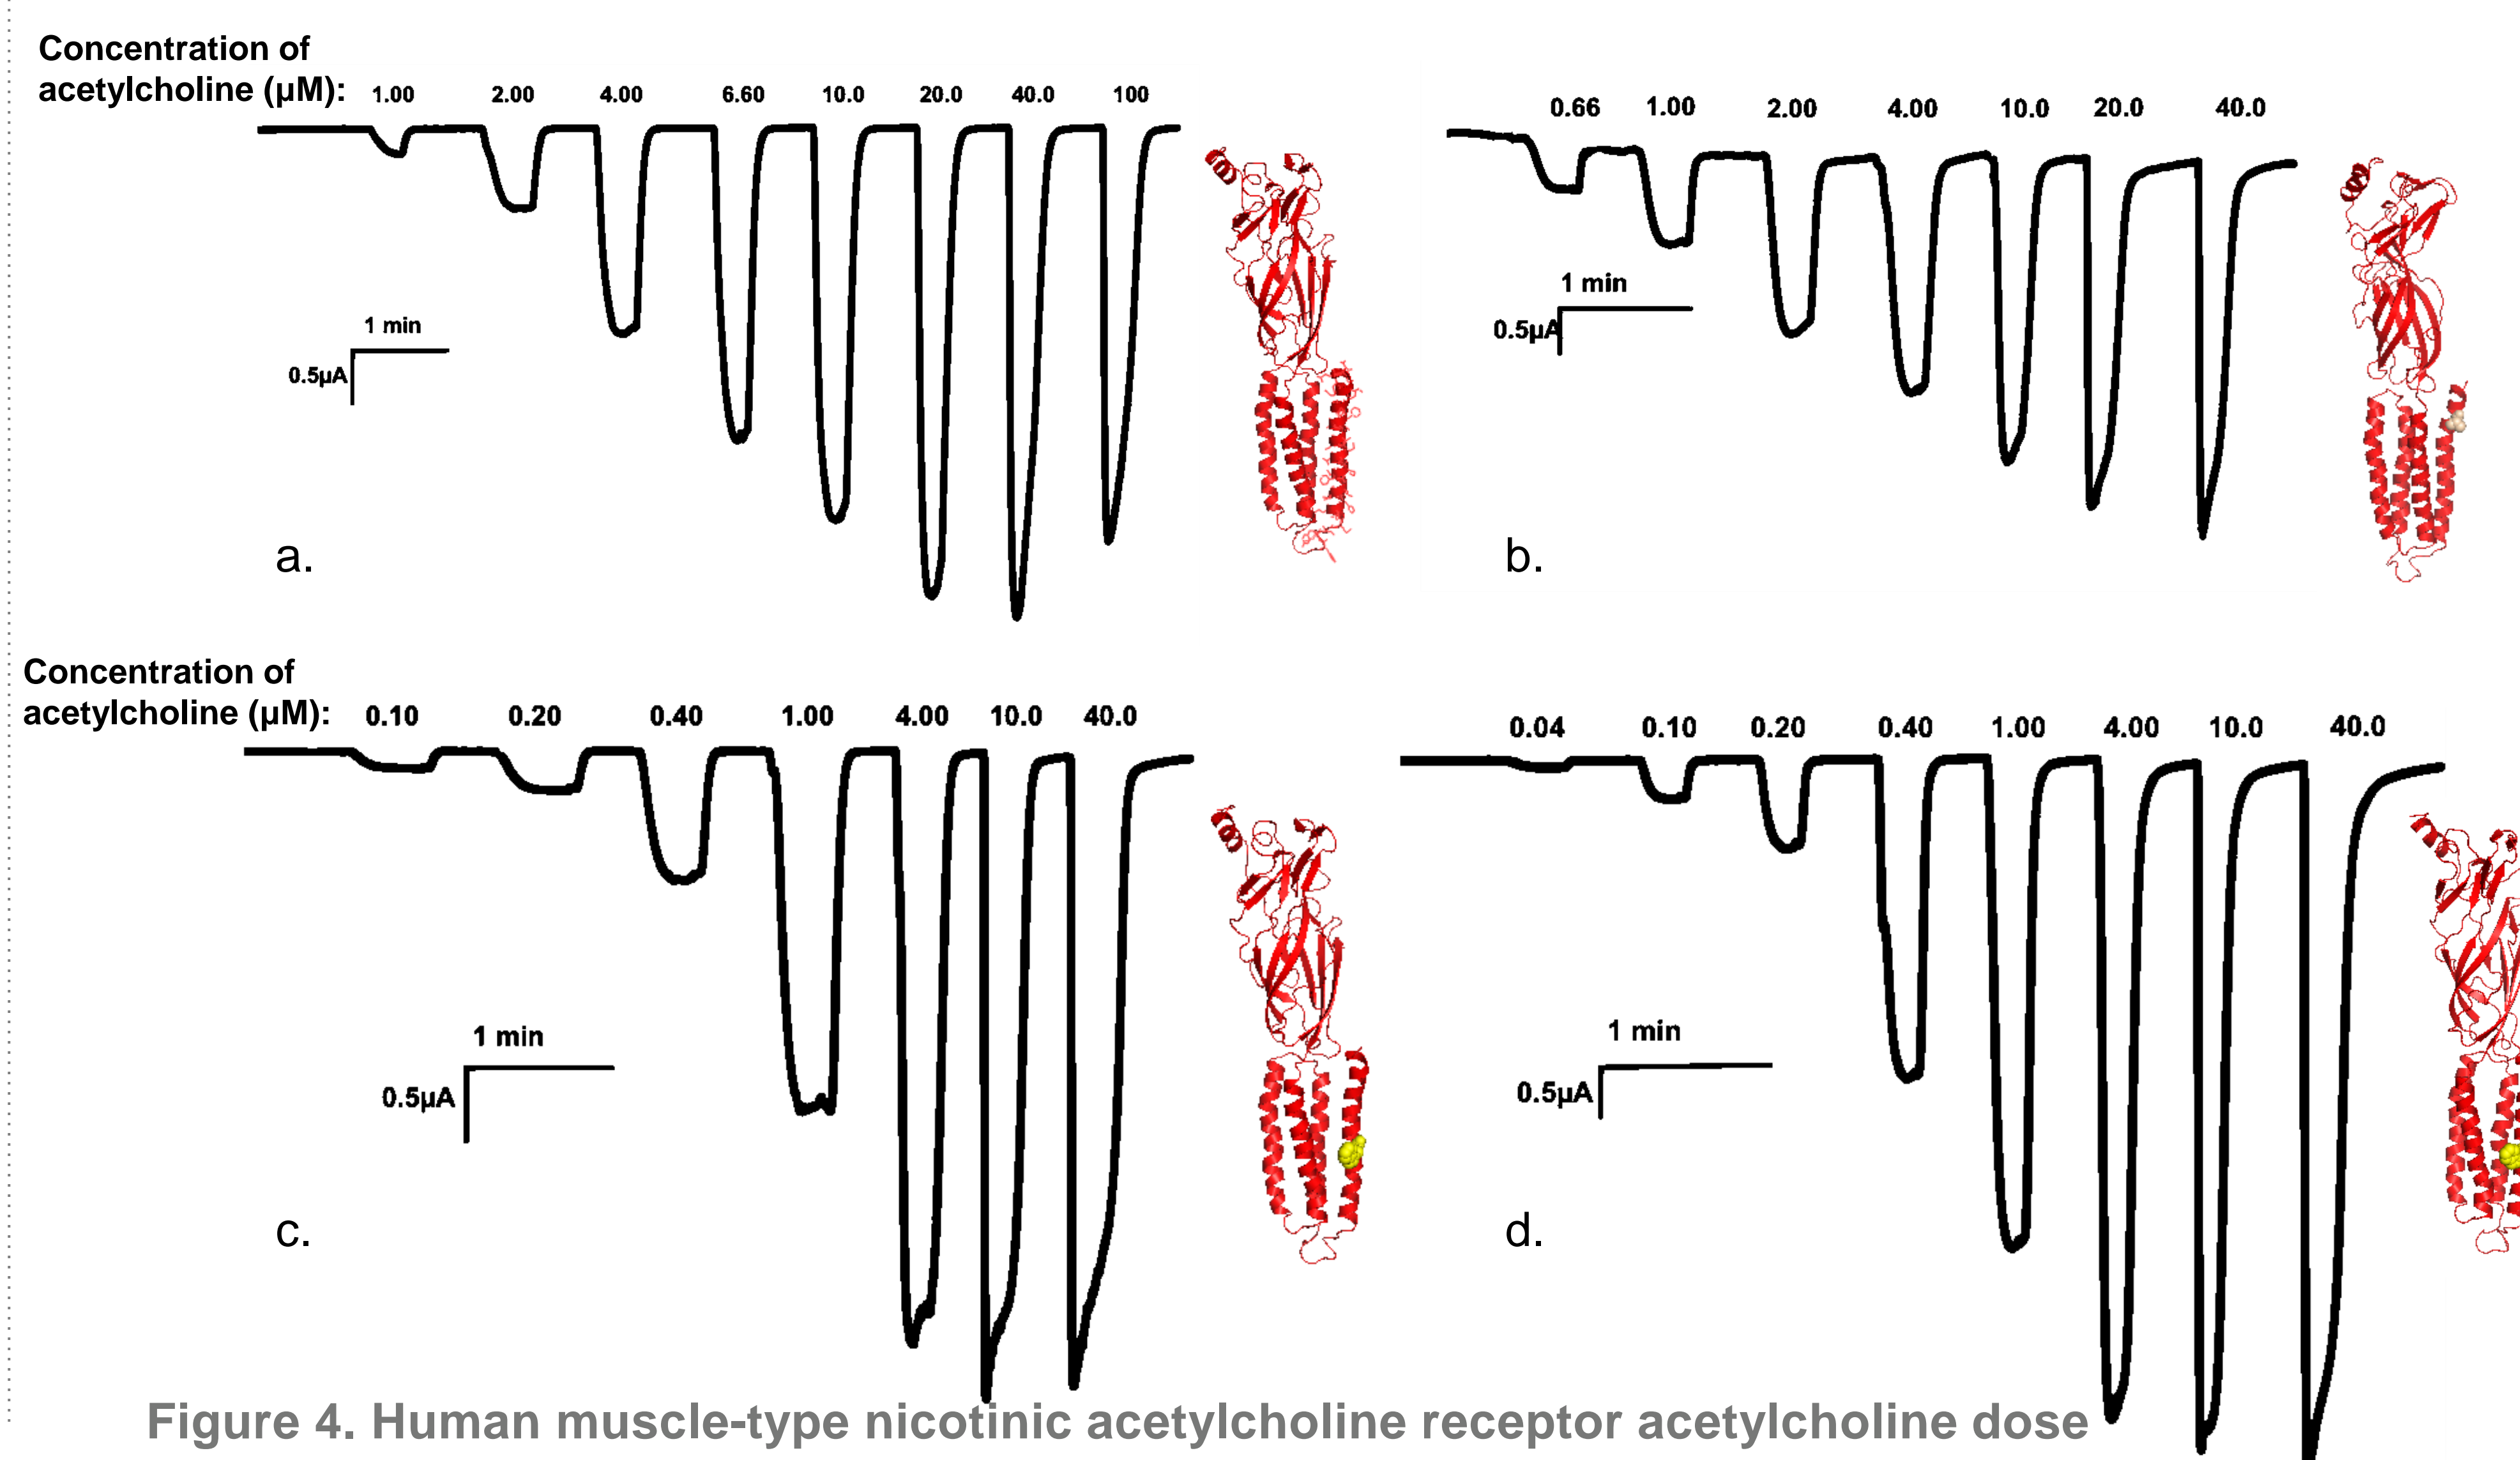 Concentration of
acetylcholine (µM): 1.00 2.00 4.00 6.60 10.0 20.0 40.0 100
1 min
0.5µA
a.
0.66 1.00 2.00 4.00 10.0 20.0 40.0
1 min
0.5µA
b.
Concentration of
acetylcholine (µM): 0.10 0.20 0.40 1.00 4.00 10.0 40.0
1 min
0.5µA
c.
0.04 0.10 0.20 0.40 1.00 4.00 10.0 40.0
1 min
0.5µA
d.
Figure 4. Human muscle-type nicotinic acetylcholine receptor acetylcholine dose